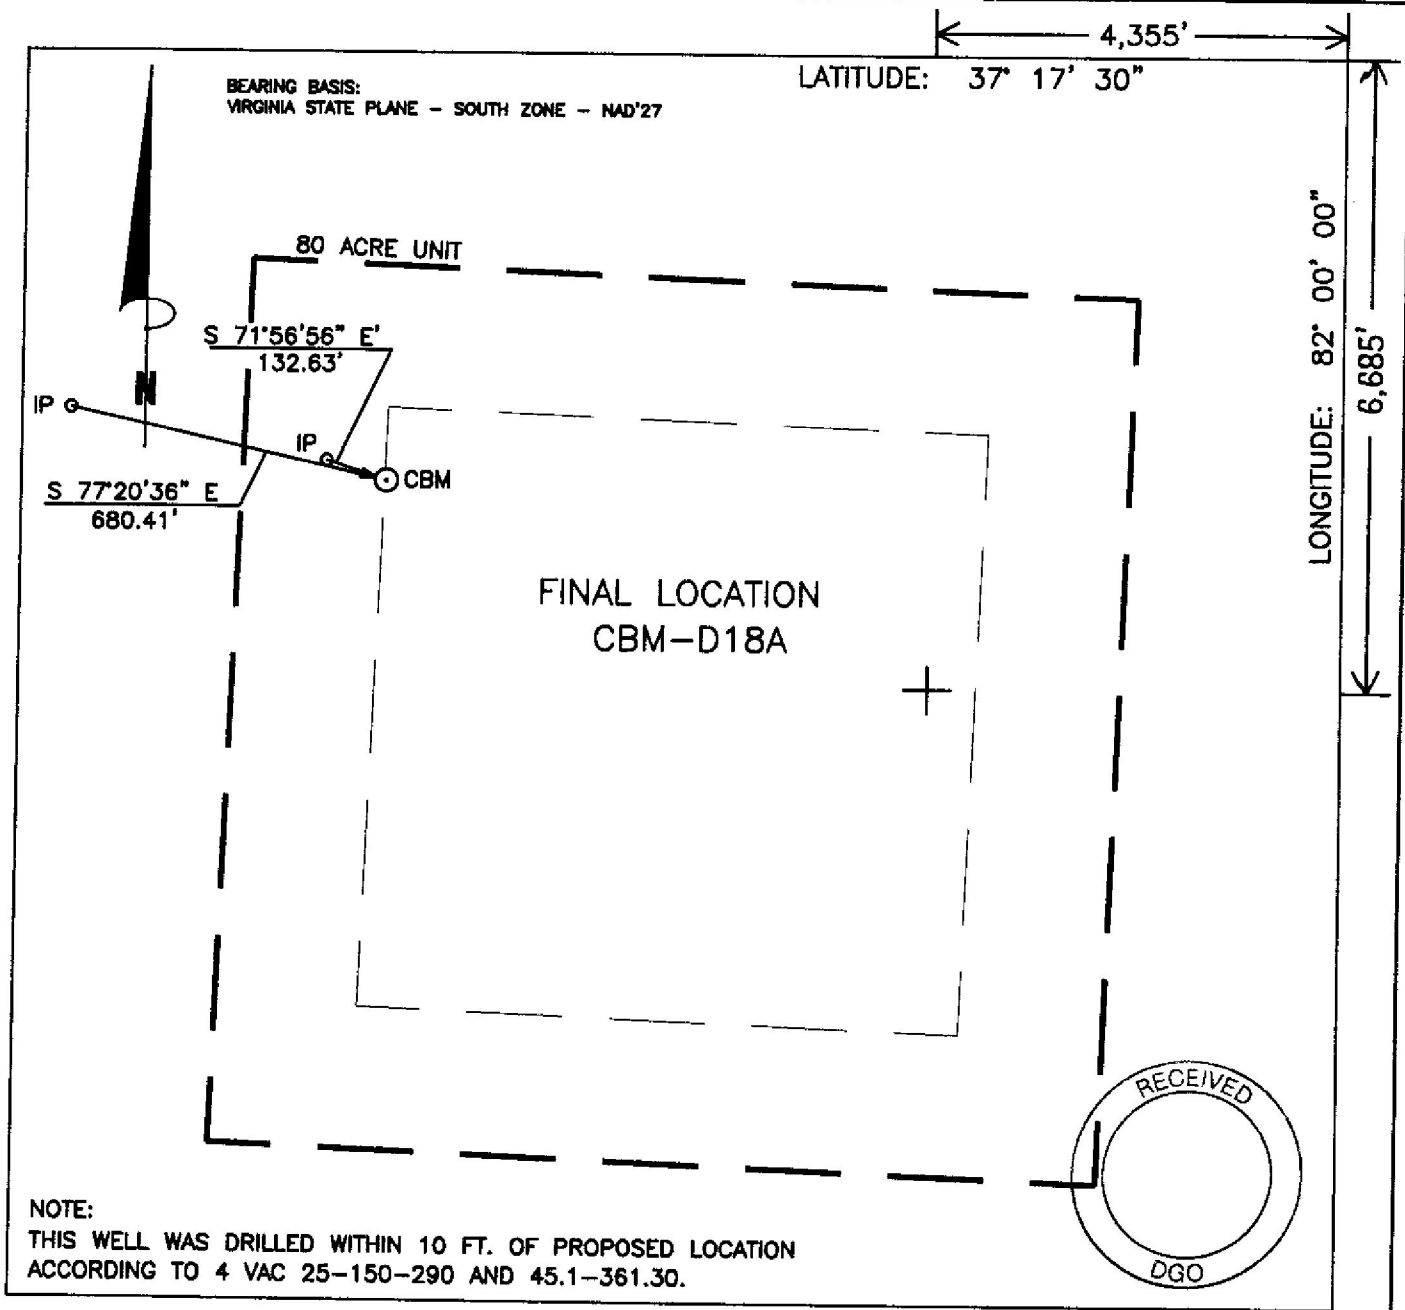 4,355'
LATITUDE: 37° 17' 30"
BEARING BASIS:
VIRGINIA STATE PLANE – SOUTH ZONE – NAD'27
LONGITUDE: 82° 00' 00"
6,685'
80 ACRE UNIT
S 71°56'56" E'
132.63'
N
IP
IP
CBM
S 77°20'36" E
680.41'
FINAL LOCATION
CBM–D18A
RECEIVED
DGO
NOTE:
THIS WELL WAS DRILLED WITHIN 10 FT. OF PROPOSED LOCATION
ACCORDING TO 4 VAC 25–150–290 AND 45.1–361.30.